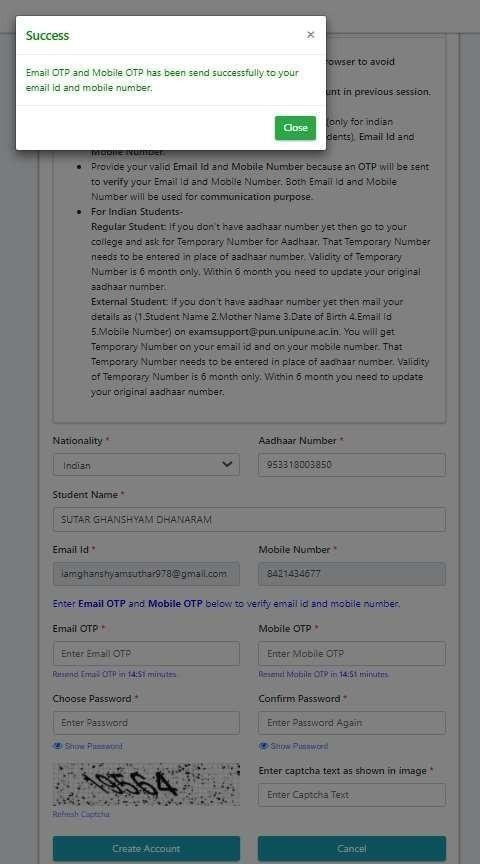 Success
×
Email OTP and Mobile OTP has been send successfully to your
email id and mobile number.
Close
rowser to avoid
unt in previous session.
(only for indian
dents), Email Id and
Mobile Number.
• Provide your valid Email Id and Mobile Number because an OTP will be sent
to verify your Email Id and Mobile Number. Both Email id and Mobile
Number will be used for communication purpose.
• For Indian Students-
Regular Student: If you don't have aadhaar number yet then go to your
college and ask for Temporary Number for Aadhaar. That Temporary Number
needs to be entered in place of aadhaar number. Validity of Temporary
Number is 6 month only. Within 6 month you need to update your original
aadhaar number.
External Student: If you don't have aadhaar number yet then mail your
details as (1.Student Name 2.Mother Name 3.Date of Birth 4.Email Id
5.Mobile Number) on examsupport@pun.unipune.ac.in. You will get
Temporary Number on your email id and on your mobile number. That
Temporary Number needs to be entered in place of aadhaar number. Validity
of Temporary Number is 6 month only. Within 6 month you need to update
your original aadhaar number.
Nationality * Aadhaar Number *
Indian 953318003850
Student Name *
SUTAR GHANSHYAM DHANARAM
Email Id * Mobile Number *
iamghanshyamsuthar978@gmail.com 8421434677
Enter Email OTP and Mobile OTP below to verify email id and mobile number.
Email OTP * Mobile OTP *
Enter Email OTP Enter Mobile OTP
Resend Email OTP in 14:51 minutes. Resend Mobile OTP in 14:51 minutes.
Choose Password * Confirm Password *
Enter Password Enter Password Again
Show Password Show Password
Enter captcha text as shown in image *
Enter Captcha Text
Refresh Captcha
Create Account Cancel